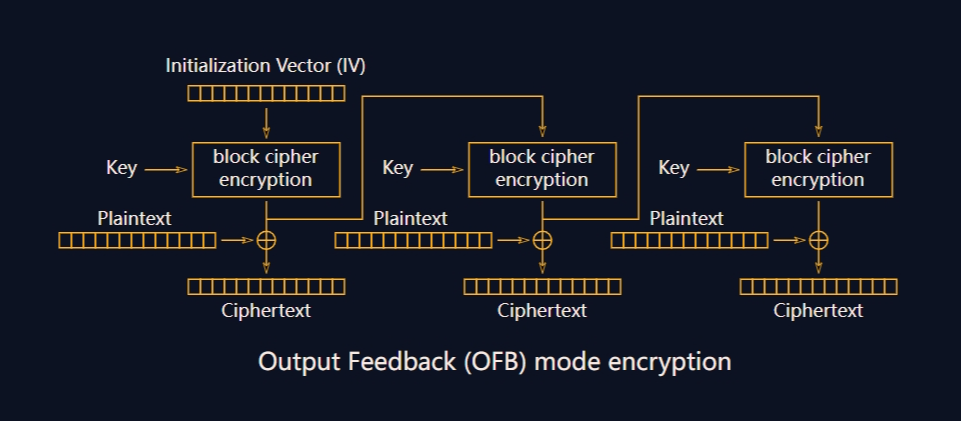 Initialization Vector (IV)
Key
block cipher
encryption
Key
block cipher
encryption
Key
block cipher
encryption
Plaintext
Plaintext
Plaintext
Ciphertext
Ciphertext
Ciphertext
Output Feedback (OFB) mode encryption